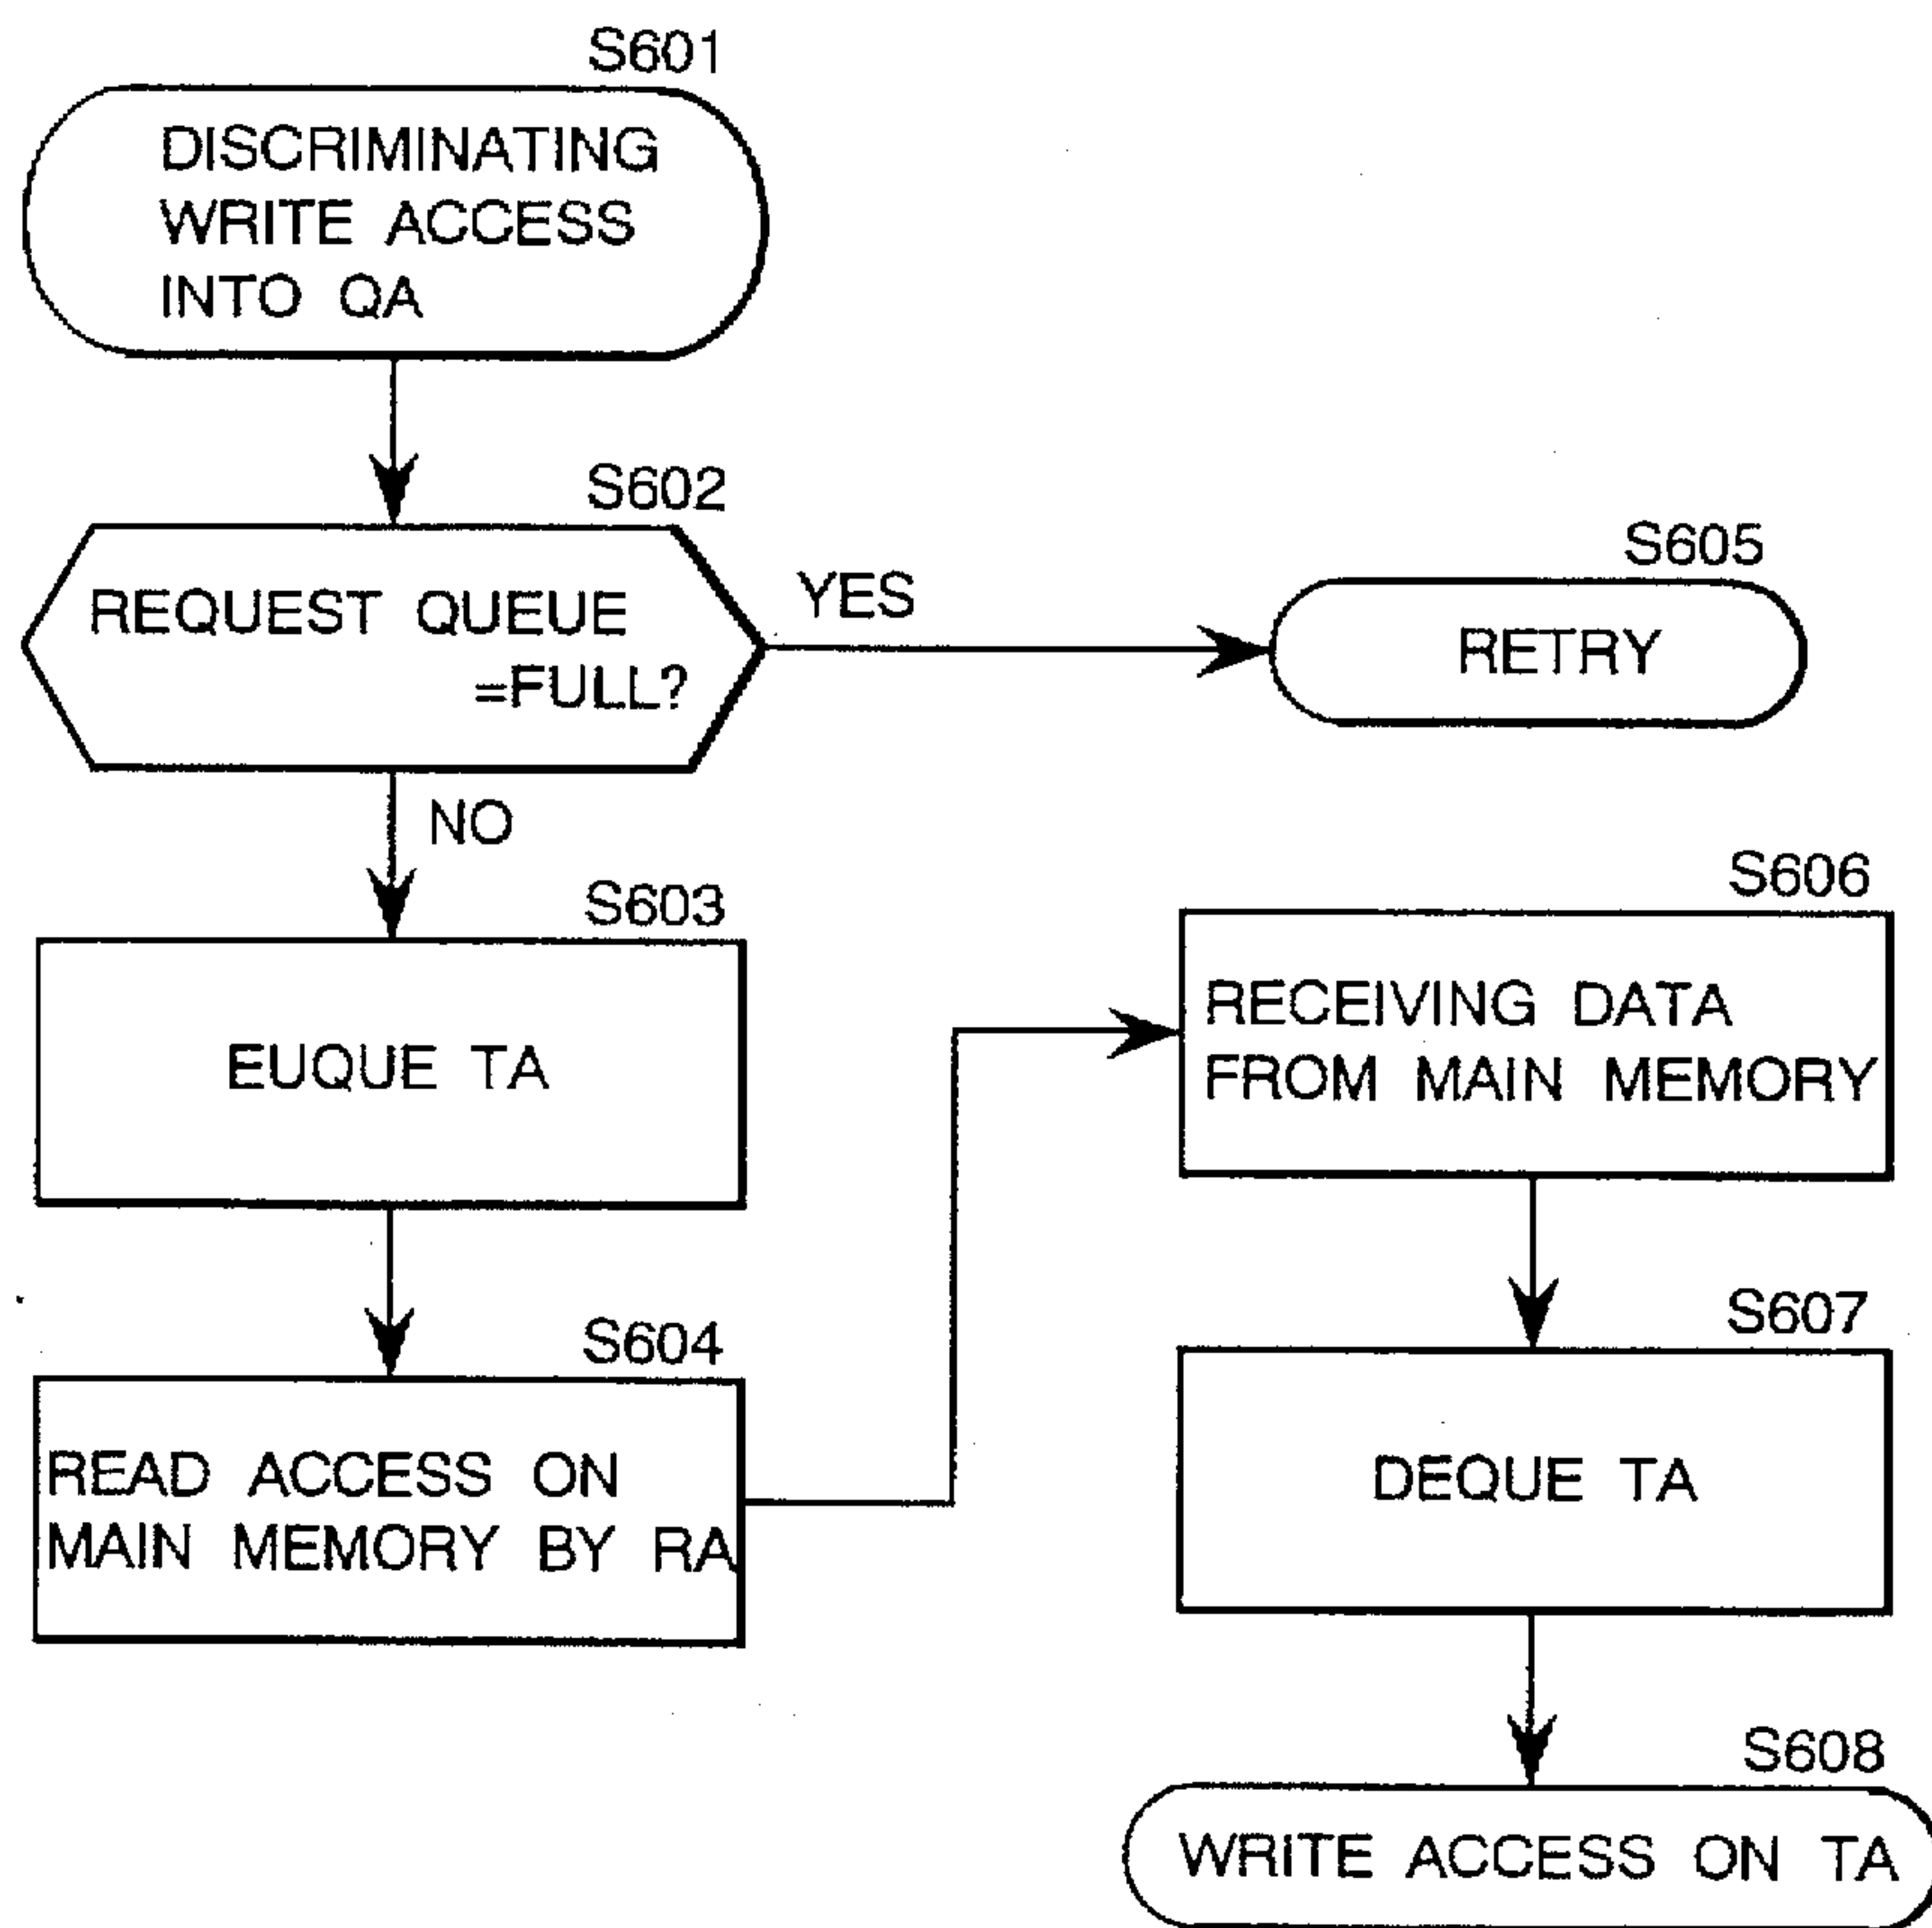 S601
DISCRIMINATING
WRITE ACCESS
INTO QA
S602
REQUEST QUEUE
=FULL?
YES
S605
RETRY
NO
S603
EUQUE TA
S604
READ ACCESS ON
MAIN MEMORY BY RA
S606
RECEIVING DATA
FROM MAIN MEMORY
S607
DEQUE TA
S608
WRITE ACCESS ON TA